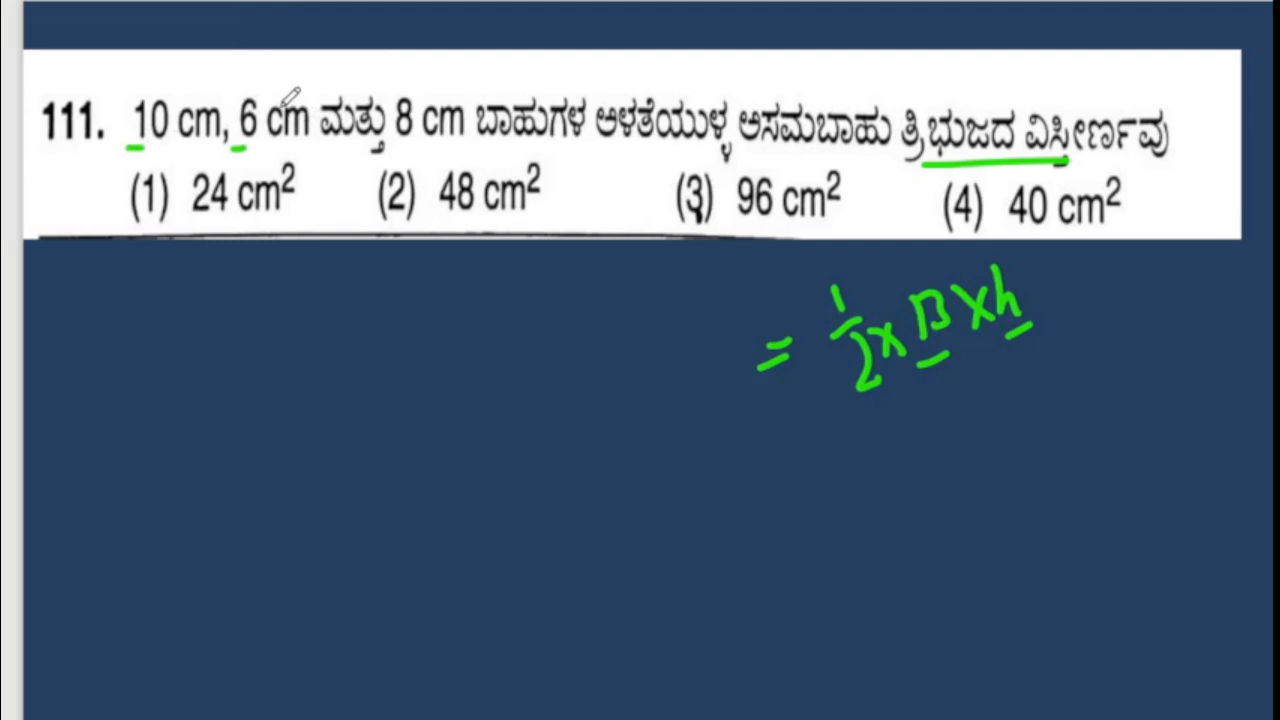 111. 10 cm, 6 cm ಮತ್ತು 8 cm ಬಾಹುಗಳ ಅಳತೆಯುಳ್ಳ ಅಸಮಬಾಹು ತ್ರಿಭುಜದ ವಿಸ್ತೀರ್ಣವು
(1) 24 cm² (2) 48 cm² (3) 96 cm² (4) 40 cm²
= 1/2 x B x h